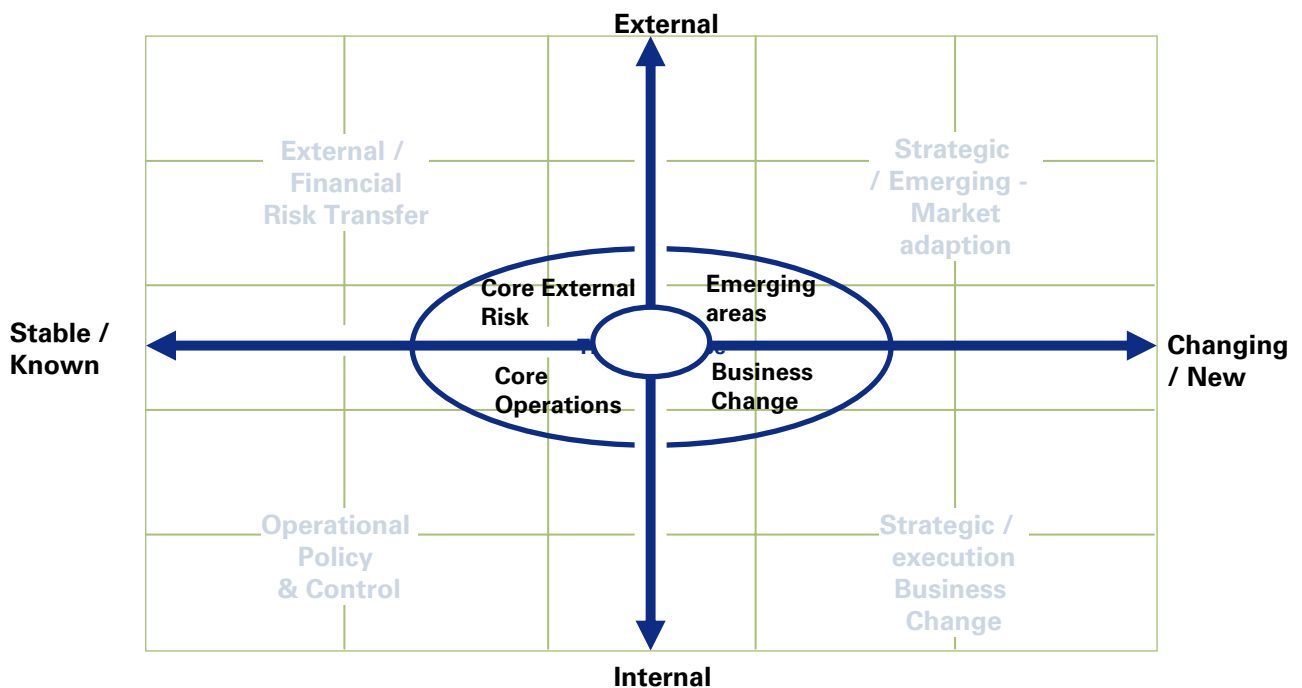 External
External /
Financial
Risk Transfer
Strategic
/ Emerging -
Market
adaption
Core External
Risk
Emerging
areas
Stable /
Known
Changing
/ New
Core
Operations
Business
Change
Operational
Policy
& Control
Strategic /
execution
Business
Change
Internal